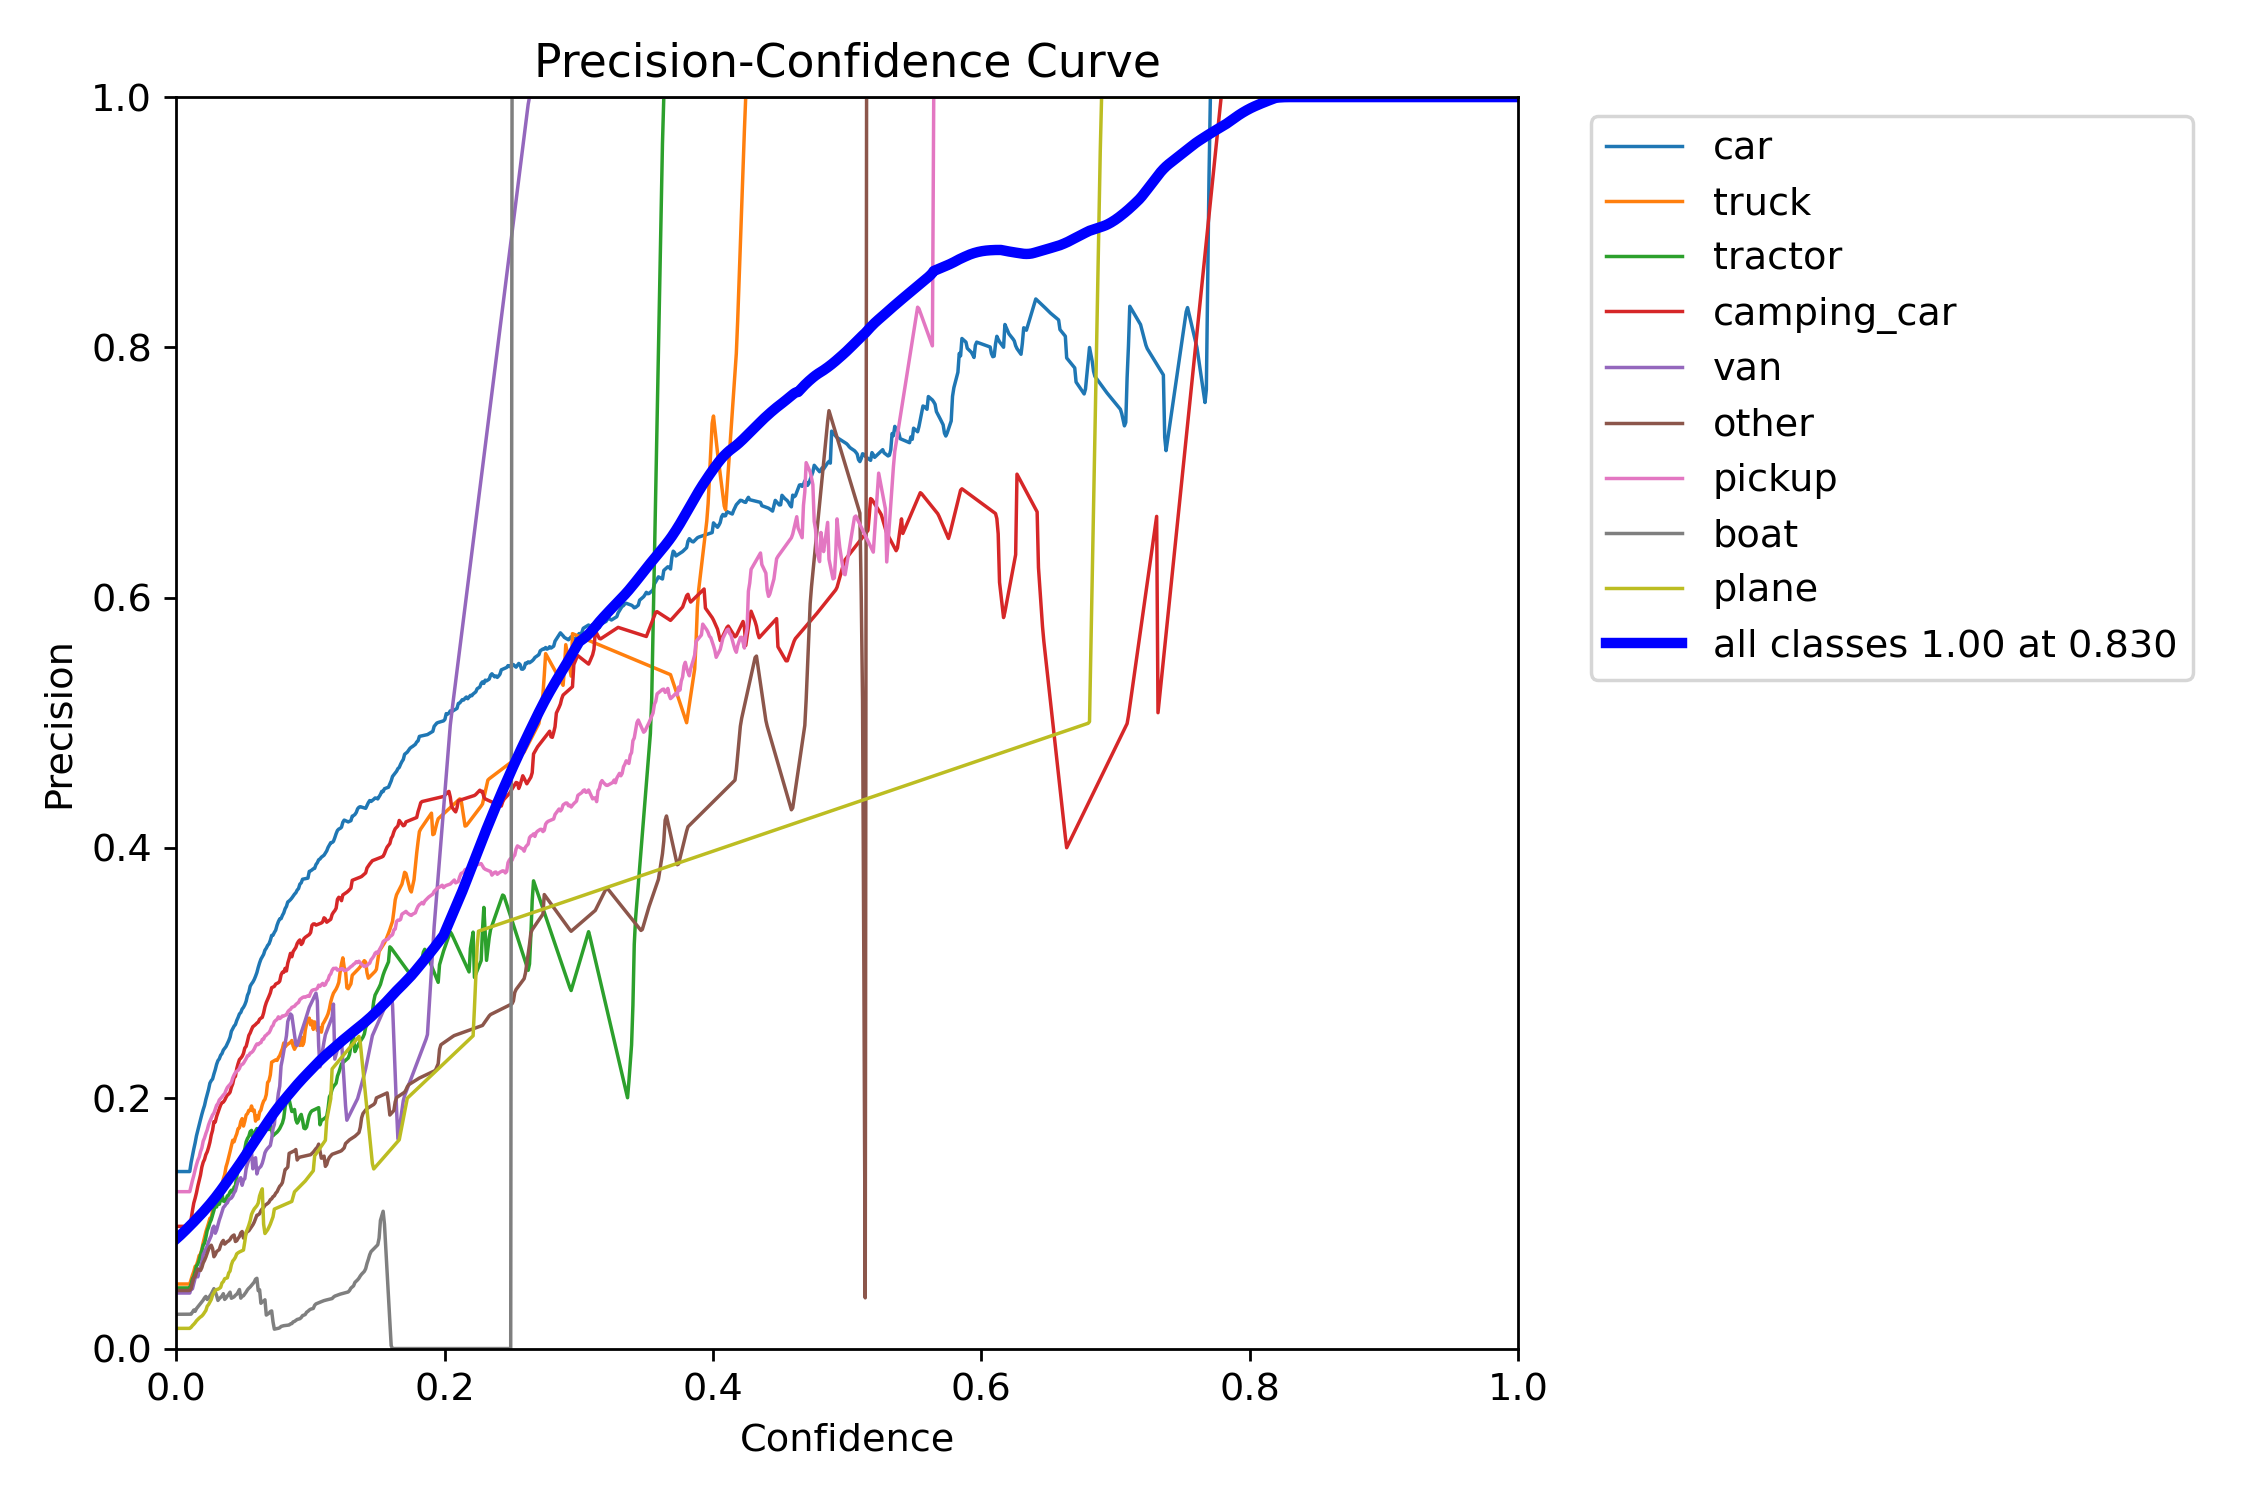 Precision-Confidence Curve
1.0
0.8
0.6
0.4
0.2
0.0
Precision
0.0 0.2 0.4 0.6 0.8 1.0
Confidence
car
truck
tractor
camping_car
van
other
pickup
boat
plane
all classes 1.00 at 0.830